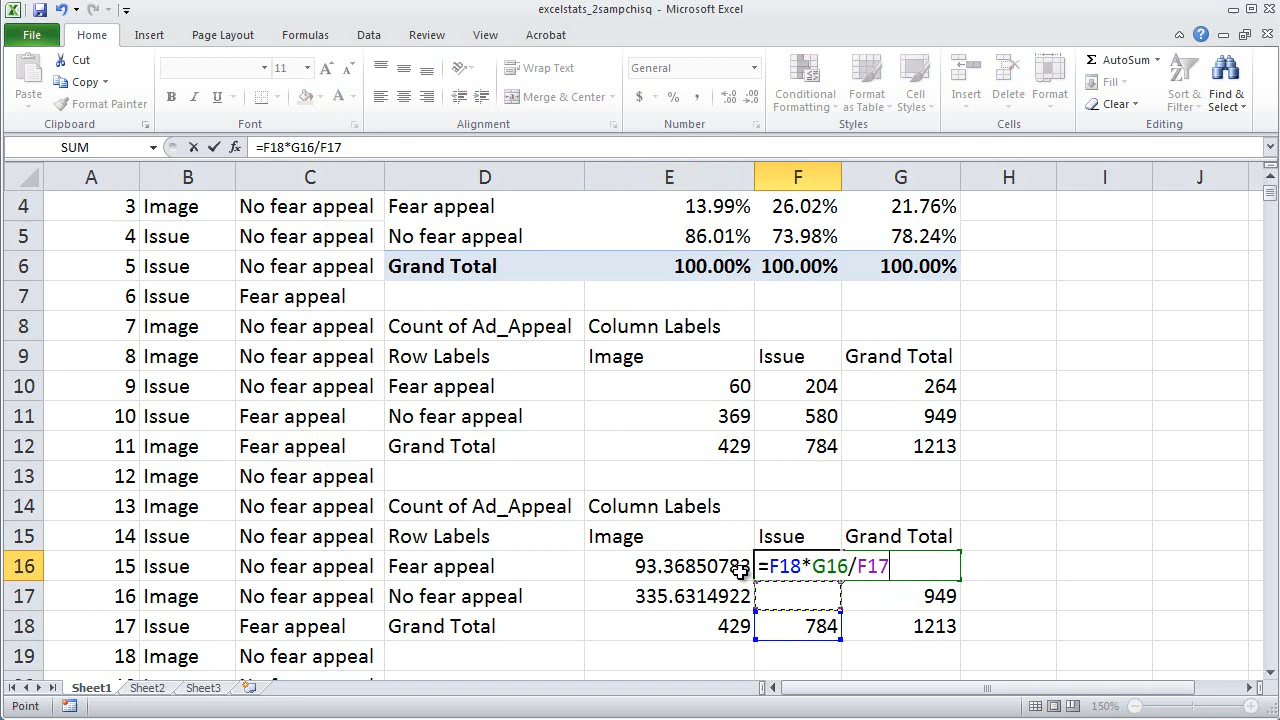 excelstats_2sampchisq - Microsoft Excel
File Home Insert Page Layout Formulas Data Review View Acrobat
Cut
Copy
Format Painter
Paste
Clipboard
11
B I U A
Font
Wrap Text
Merge & Center
Alignment
General
$ % ,
Number
Conditional Formatting
Format as Table
Cell Styles
Styles
Insert Delete Format
Cells
Σ AutoSum
Fill
Clear
Sort & Filter
Find & Select
Editing
SUM fx =F18*G16/F17
A B C D E F G H I J
4 3 Image No fear appeal Fear appeal 13.99% 26.02% 21.76%
5 4 Issue No fear appeal No fear appeal 86.01% 73.98% 78.24%
6 5 Issue No fear appeal Grand Total 100.00% 100.00% 100.00%
7 6 Issue Fear appeal
8 7 Image No fear appeal Count of Ad_Appeal Column Labels
9 8 Image No fear appeal Row Labels Image Issue Grand Total
10 9 Issue No fear appeal Fear appeal 60 204 264
11 10 Issue Fear appeal No fear appeal 369 580 949
12 11 Image Fear appeal Grand Total 429 784 1213
13 12 Image No fear appeal
14 13 Image No fear appeal Count of Ad_Appeal Column Labels
15 14 Issue No fear appeal Row Labels Image Issue Grand Total
16 15 Issue Fear appeal Fear appeal =F18*G16/F17
17 16 Issue No fear appeal No fear appeal 335.6314922 949
18 17 Issue Fear appeal Grand Total 429 784 1213
19 18 Image No fear appeal
Sheet1 Sheet2 Sheet3
Point 150%